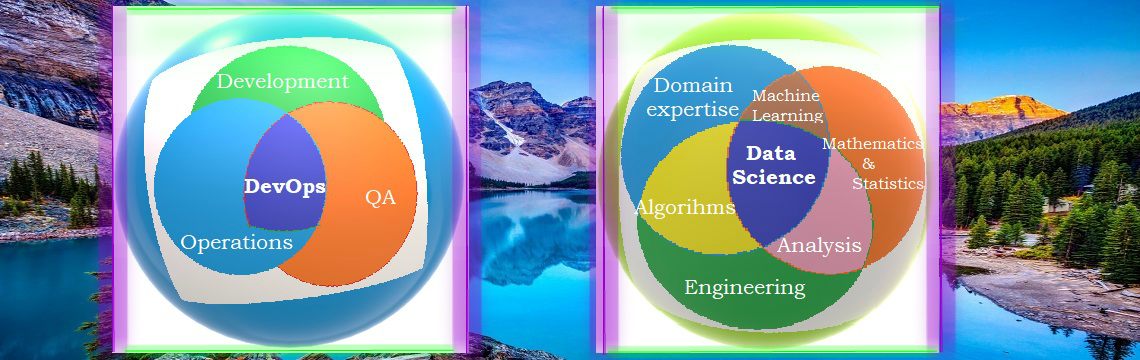 Development
DevOps
QA
Operations
Domain
expertise
Machine
Learning
Mathematics
&
Statistics
Data
Science
Algorihms
Analysis
Engineering